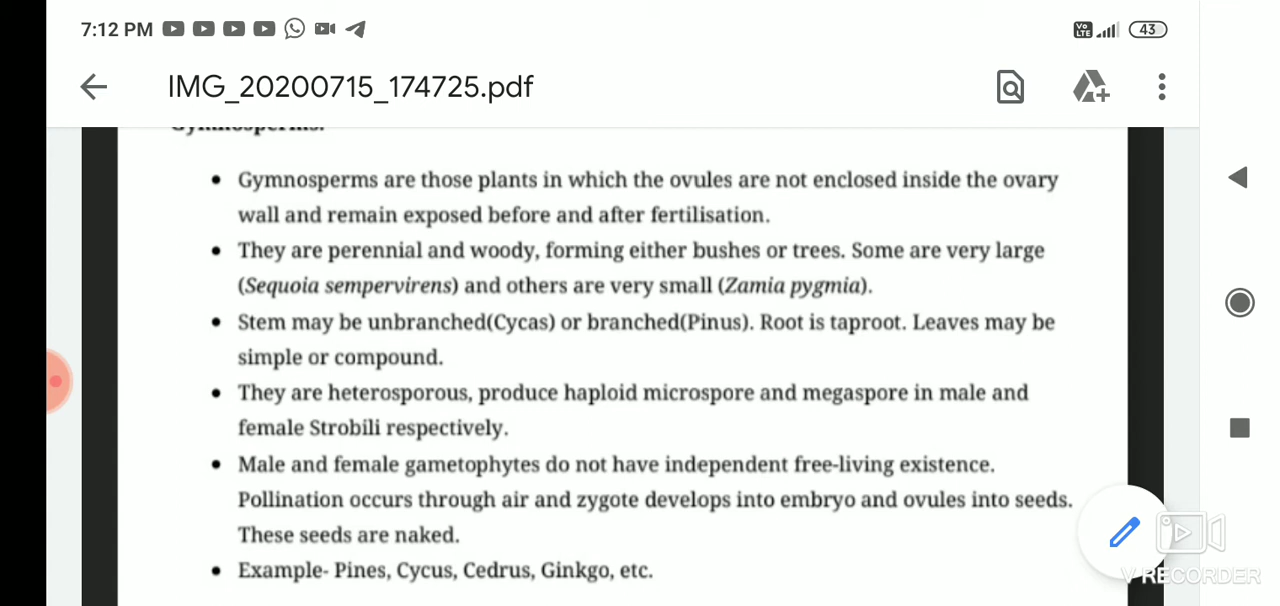 7:12 PM
Vo LTE
43
IMG_20200715_174725.pdf
Gymnosperms.
• Gymnosperms are those plants in which the ovules are not enclosed inside the ovary
wall and remain exposed before and after fertilisation.
• They are perennial and woody, forming either bushes or trees. Some are very large
(Sequoia sempervirens) and others are very small (Zamia pygmia).
• Stem may be unbranched(Cycas) or branched(Pinus). Root is taproot. Leaves may be
simple or compound.
• They are heterosporous, produce haploid microspore and megaspore in male and
female Strobili respectively.
• Male and female gametophytes do not have independent free-living existence.
Pollination occurs through air and zygote develops into embryo and ovules into seeds.
These seeds are naked.
• Example- Pines, Cycus, Cedrus, Ginkgo, etc.
V RECORDER